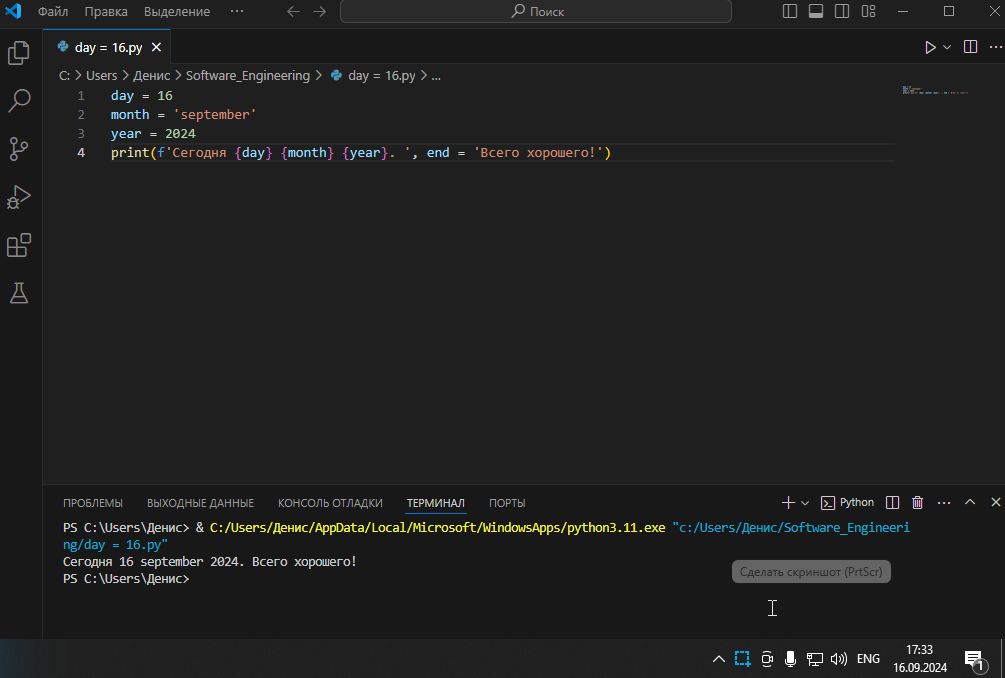 Файл Правка Выделение ··· Поиск
day = 16.py
C: > Users > Денис > Software_Engineering > day = 16.py > ...
1 day = 16
2 month = 'september'
3 year = 2024
4 print(f'Сегодня {day} {month} {year}. ', end = 'Всего хорошего!')
ПРОБЛЕМЫ ВЫХОДНЫЕ ДАННЫЕ КОНСОЛЬ ОТЛАДКИ ТЕРМИНАЛ ПОРТЫ Python
PS C:\Users\Денис> & C:/Users/Денис/AppData/Local/Microsoft/WindowsApps/python3.11.exe "c:/Users/Денис/Software_Engineeri
ng/day = 16.py"
Сегодня 16 september 2024. Всего хорошего!
PS C:\Users\Денис>
Сделать скриншот (PrtScr)
ENG
17:33
16.09.2024
1